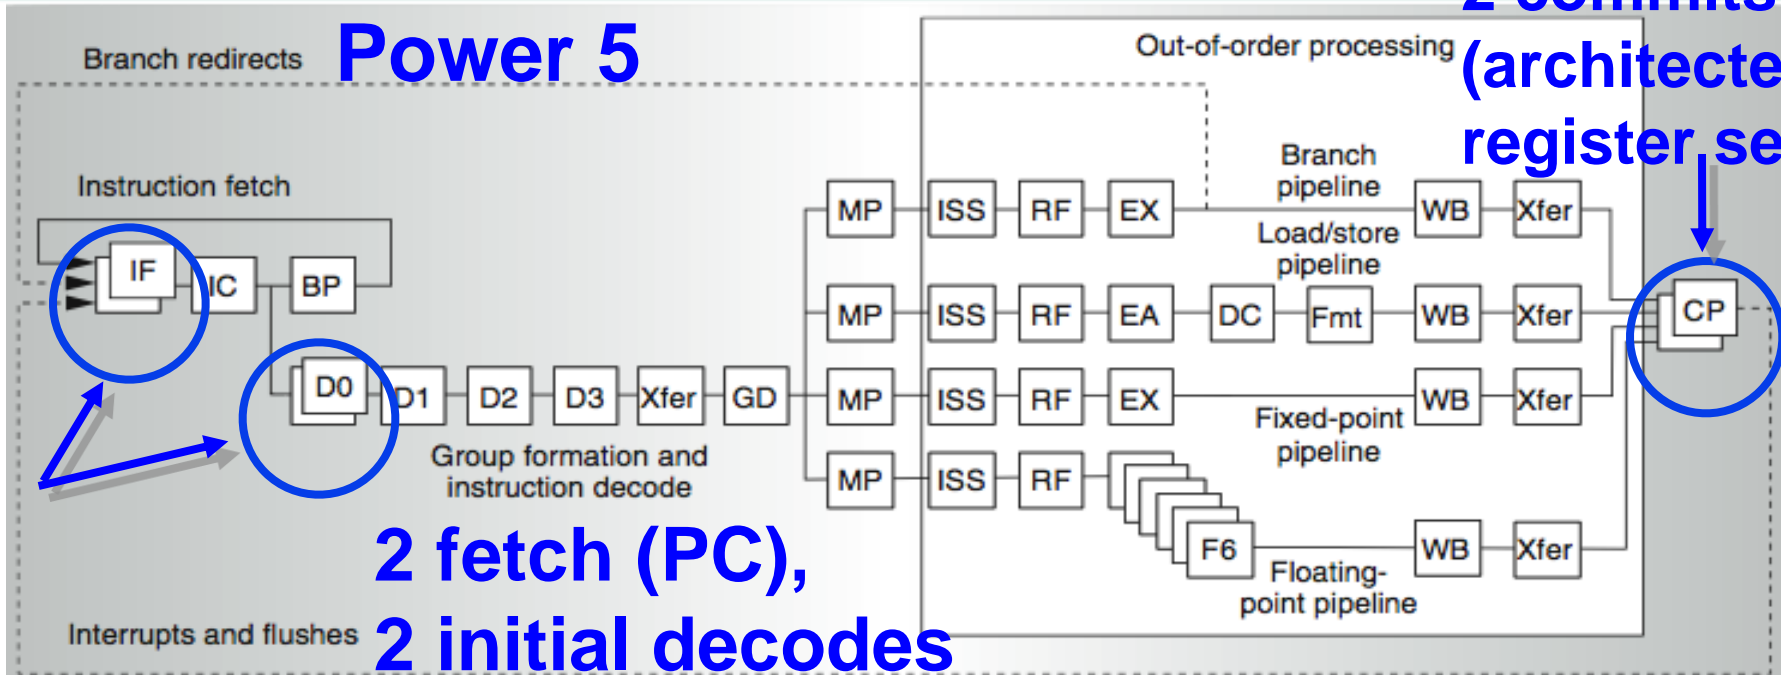 2 commits
Power 5
Branch redirects
Out-of-order processing
(architecte
register se
Instruction fetch
Branch
pipeline
MP ISS RF EX WB Xfer
Load/store
pipeline
IF IC BP
CP
MP ISS RF EA DC Fmt WB Xfer
D0 D1 D2 D3 Xfer GD
MP ISS RF EX WB Xfer
Fixed-point
pipeline
Group formation and
instruction decode
MP ISS RF
F6 WB Xfer
Floating-
point pipeline
2 fetch (PC),
2 initial decodes
Interrupts and flushes